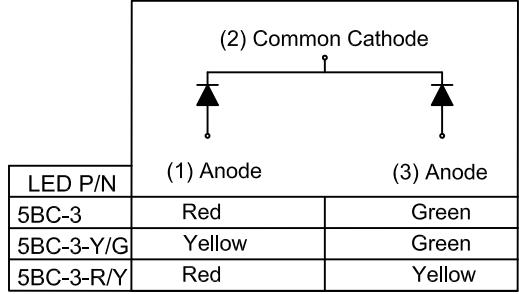 (2) Common Cathode
(1) Anode (3) Anode
LED P/N
5BC-3 Red Green
5BC-3-Y/G Yellow Green
5BC-3-R/Y Red Yellow